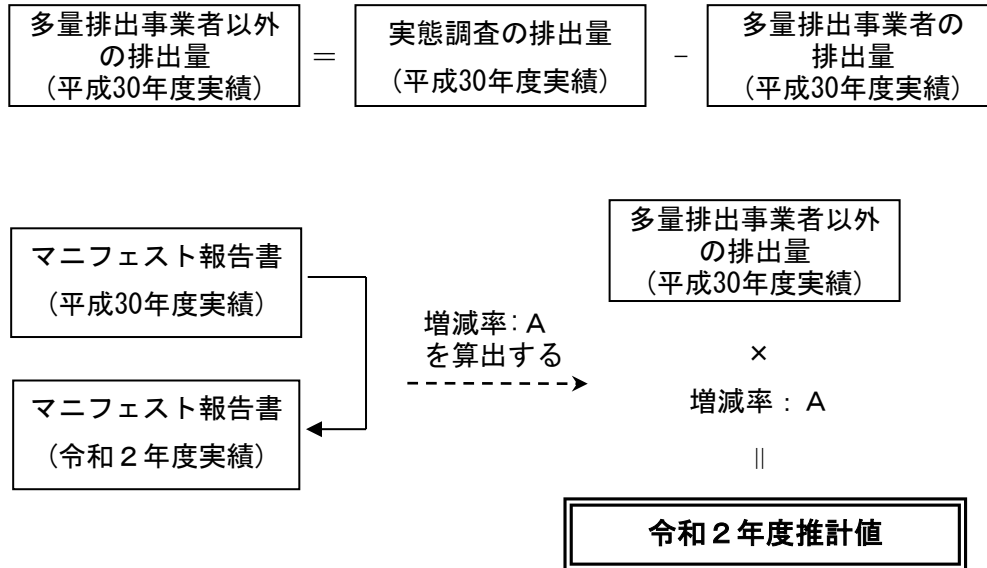 多量排出事業者以外
の排出量
(平成30年度実績)
=
実態調査の排出量
(平成30年度実績)
-
多量排出事業者の
排出量
(平成30年度実績)
マニフェスト報告書
(平成30年度実績)
マニフェスト報告書
(令和２年度実績)
増減率：Ａ
を算出する
多量排出事業者以外
の排出量
(平成30年度実績)
×
増減率：Ａ
||
令和２年度推計値